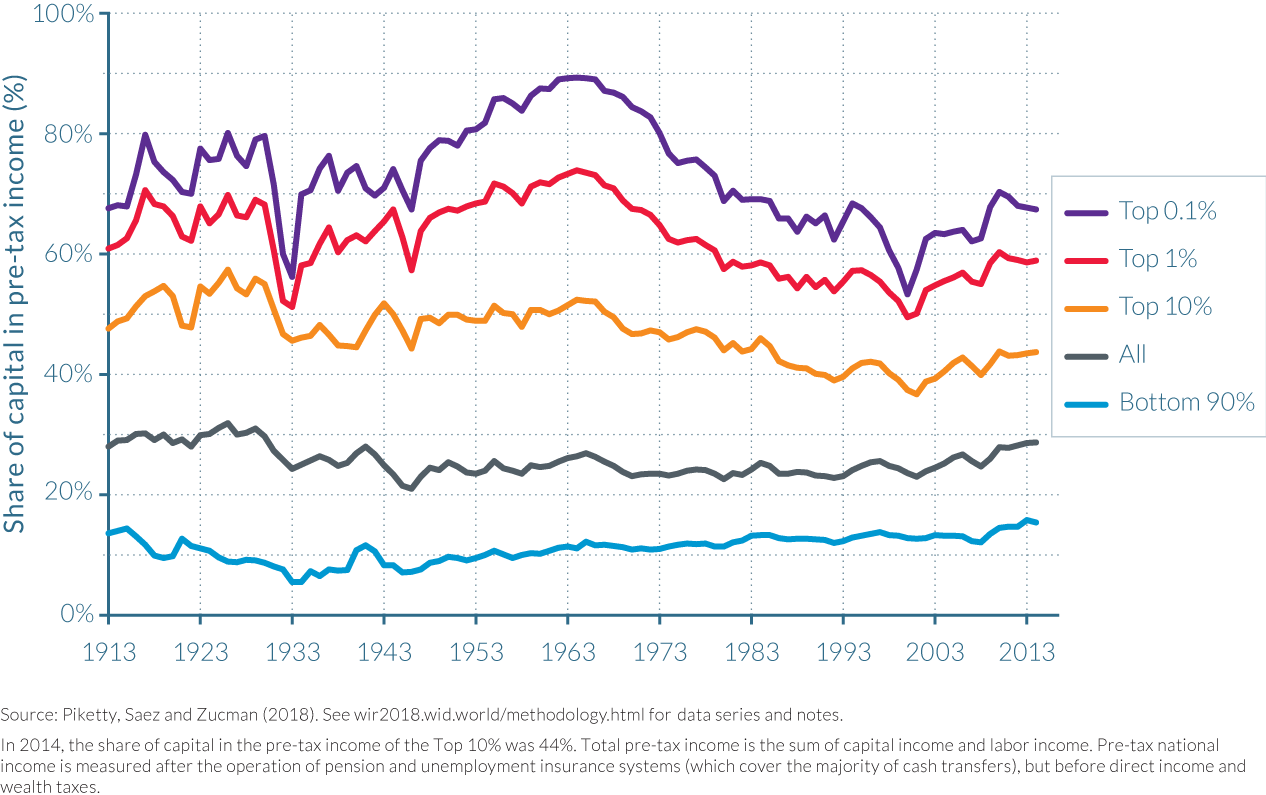 Share of capital in pre-tax income (%)
100%
80%
60%
40%
20%
0%
1913 1923 1933 1943 1953 1963 1973 1983 1993 2003 2013
Top 0.1%
Top 1%
Top 10%
All
Bottom 90%
Source: Piketty, Saez and Zucman (2018). See wir2018.wid.world/methodology.html for data series and notes.
In 2014, the share of capital in the pre-tax income of the Top 10% was 44%. Total pre-tax income is the sum of capital income and labor income. Pre-tax national
income is measured after the operation of pension and unemployment insurance systems (which cover the majority of cash transfers), but before direct income and
wealth taxes.